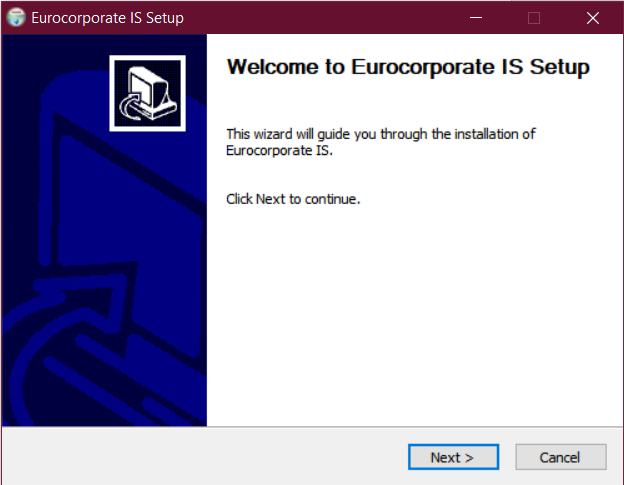 Eurocorporate IS Setup
Welcome to Eurocorporate IS Setup
This wizard will guide you through the installation of
Eurocorporate IS.
Click Next to continue.
Next >
Cancel